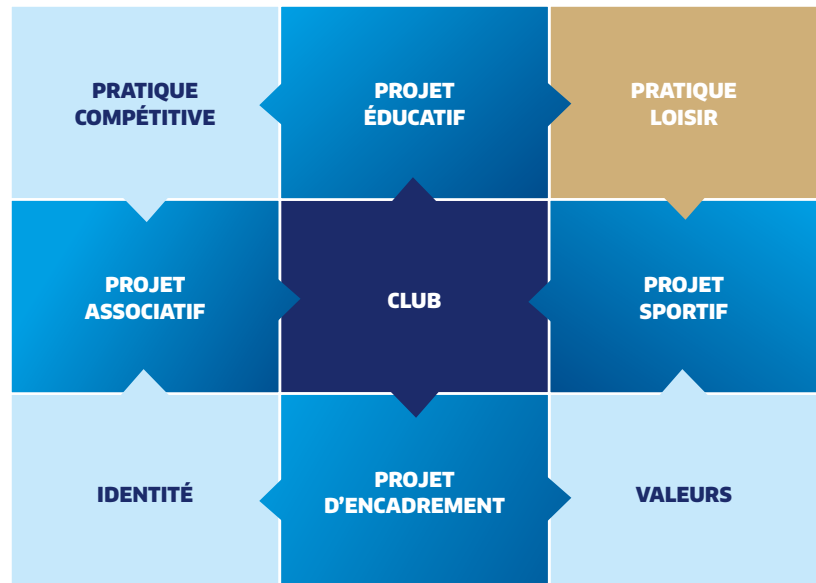 PRATIQUE
COMPÉTITIVE
PROJET
ÉDUCATIF
PRATIQUE
LOISIR
PROJET
ASSOCIATIF
CLUB
PROJET
SPORTIF
IDENTITÉ
PROJET
D'ENCADREMENT
VALEURS